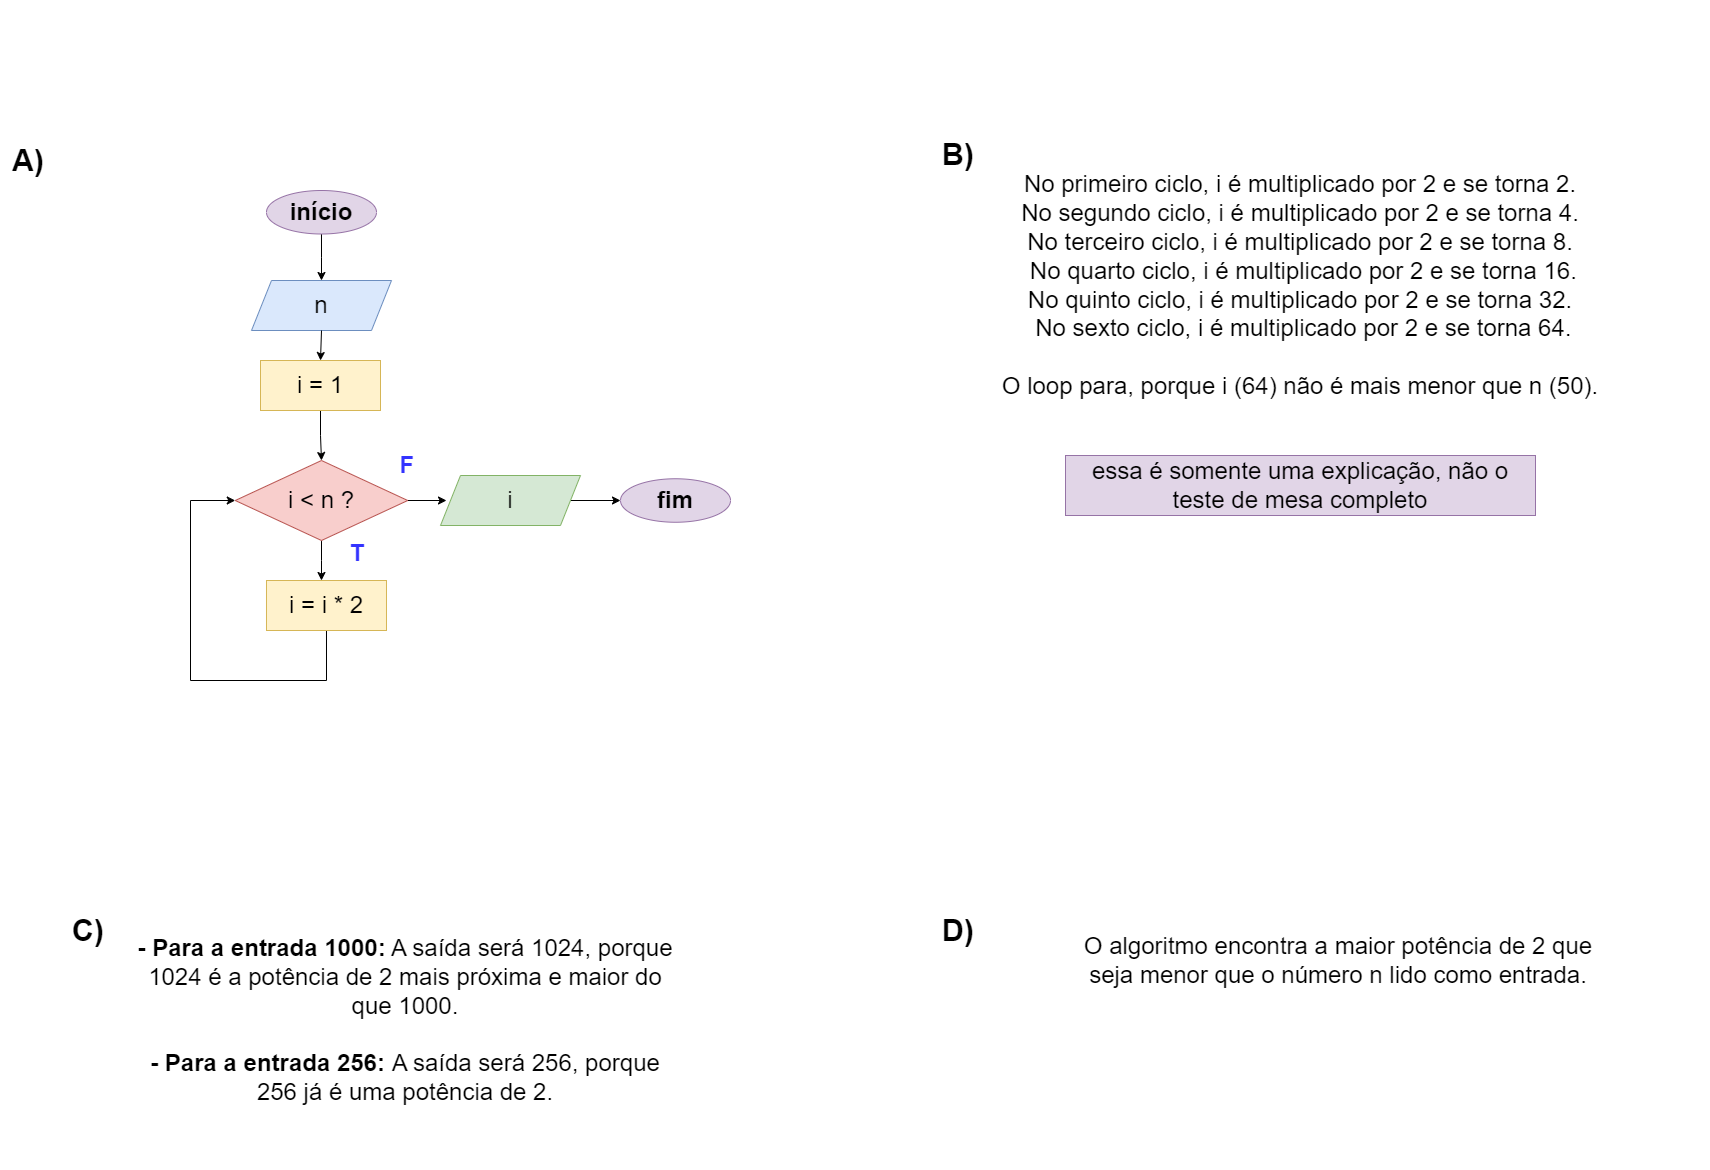 A)
início
n
i = 1
i < n ?
F
i
fim
T
i = i * 2
B)
No primeiro ciclo, i é multiplicado por 2 e se torna 2.
No segundo ciclo, i é multiplicado por 2 e se torna 4.
No terceiro ciclo, i é multiplicado por 2 e se torna 8.
No quarto ciclo, i é multiplicado por 2 e se torna 16.
No quinto ciclo, i é multiplicado por 2 e se torna 32.
No sexto ciclo, i é multiplicado por 2 e se torna 64.
O loop para, porque i (64) não é mais menor que n (50).
essa é somente uma explicação, não o
teste de mesa completo
C)
- Para a entrada 1000: A saída será 1024, porque
1024 é a potência de 2 mais próxima e maior do
que 1000.
- Para a entrada 256: A saída será 256, porque
256 já é uma potência de 2.
D)
O algoritmo encontra a maior potência de 2 que
seja menor que o número n lido como entrada.